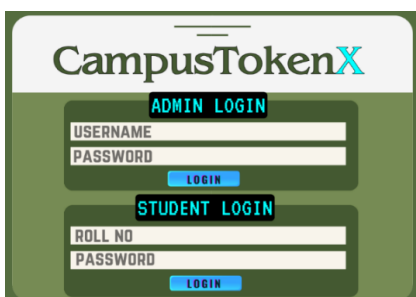 CampusTokenX
ADMIN LOGIN
USERNAME
PASSWORD
LOGIN
STUDENT LOGIN
ROLL NO
PASSWORD
LOGIN